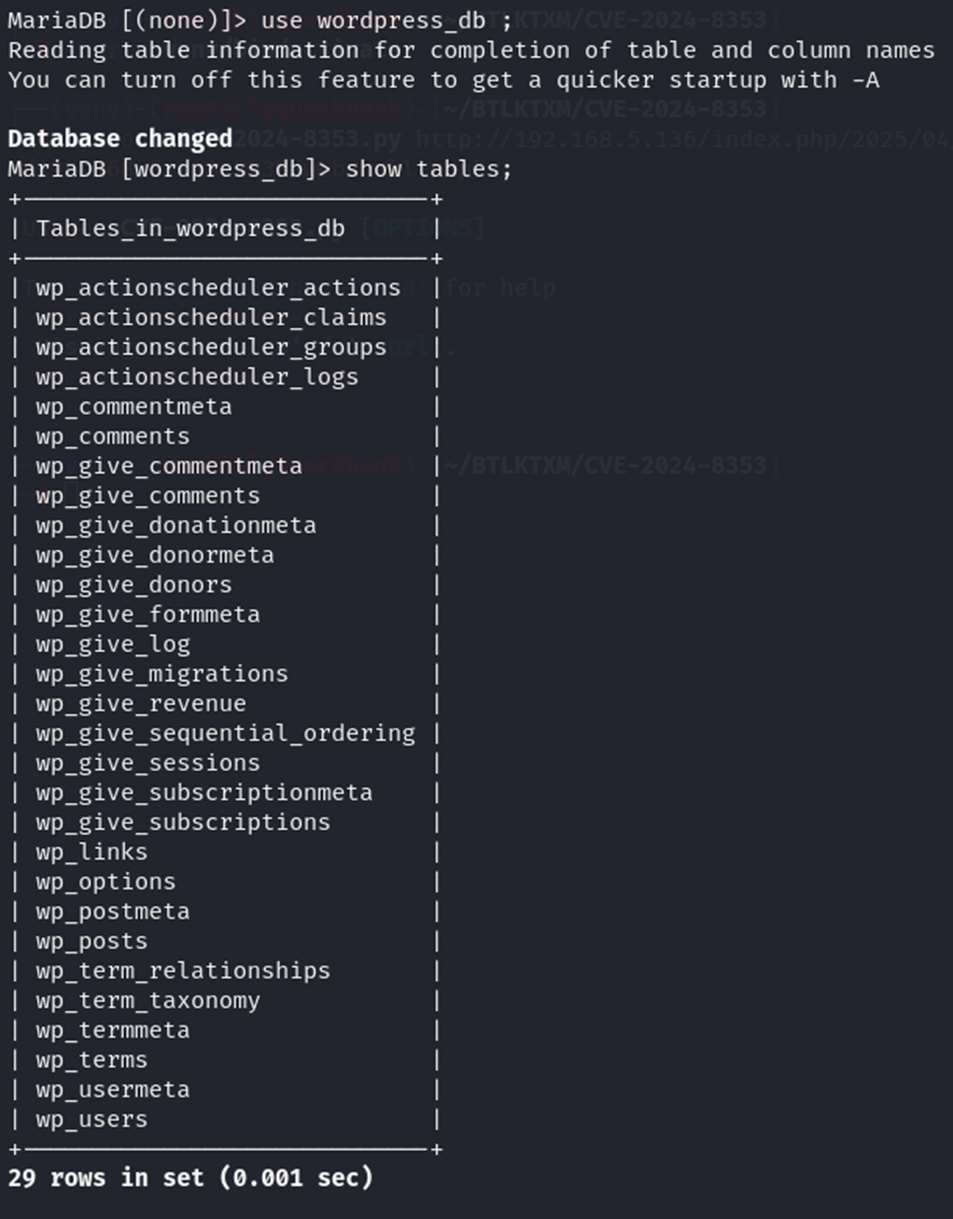 MariaDB [(none)]> use wordpress_db ;
Reading table information for completion of table and column names
You can turn off this feature to get a quicker startup with -A
Database changed
MariaDB [wordpress_db]> show tables;
+-----------------------------+
| Tables_in_wordpress_db      |
+-----------------------------+
| wp_actionscheduler_actions  |
| wp_actionscheduler_claims   |
| wp_actionscheduler_groups   |
| wp_actionscheduler_logs     |
| wp_commentmeta              |
| wp_comments                 |
| wp_give_commentmeta         |
| wp_give_comments            |
| wp_give_donationmeta        |
| wp_give_donormeta           |
| wp_give_donors              |
| wp_give_formmeta            |
| wp_give_log                 |
| wp_give_migrations          |
| wp_give_revenue             |
| wp_give_sequential_ordering |
| wp_give_sessions            |
| wp_give_subscriptionmeta    |
| wp_give_subscriptions       |
| wp_links                    |
| wp_options                  |
| wp_postmeta                 |
| wp_posts                    |
| wp_term_relationships       |
| wp_term_taxonomy            |
| wp_termmeta                 |
| wp_terms                    |
| wp_usermeta                 |
| wp_users                    |
+-----------------------------+
29 rows in set (0.001 sec)